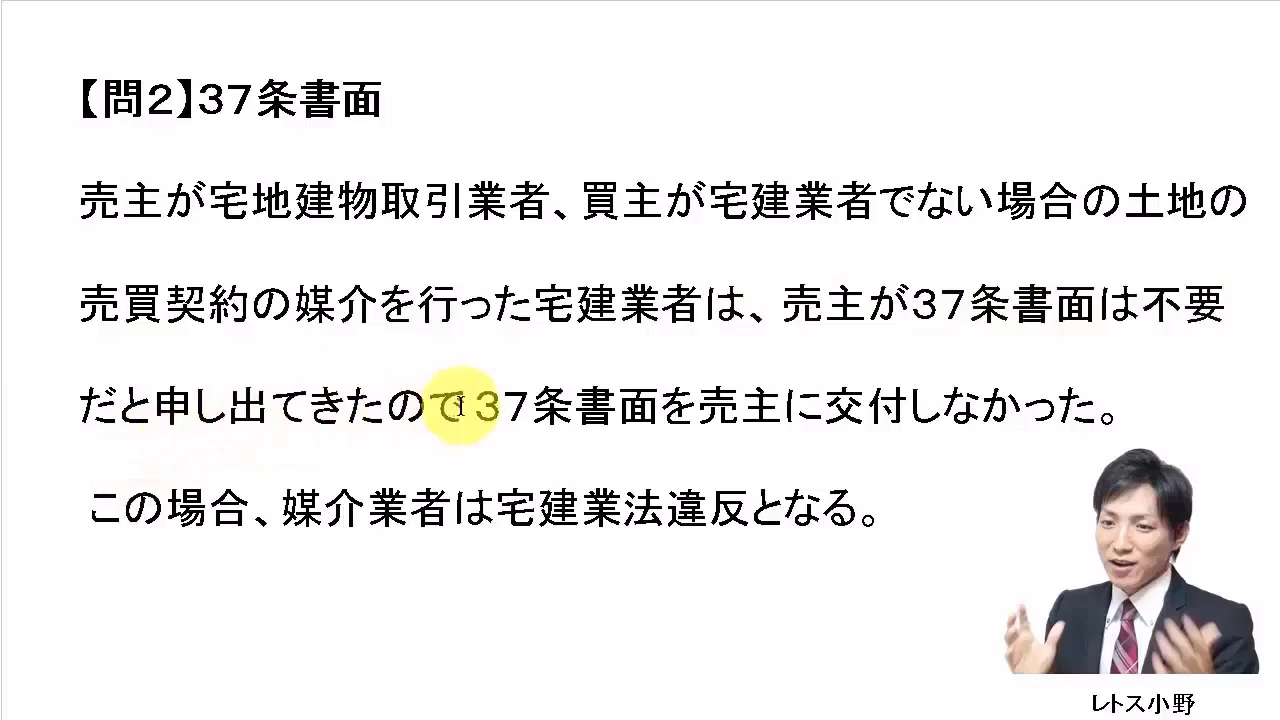 【問２】３７条書面
売主が宅地建物取引業者、買主が宅建業者でない場合の土地の
売買契約の媒介を行った宅建業者は、売主が３７条書面は不要
だと申し出てきたので３７条書面を売主に交付しなかった。
この場合、媒介業者は宅建業法違反となる。
レトス小野